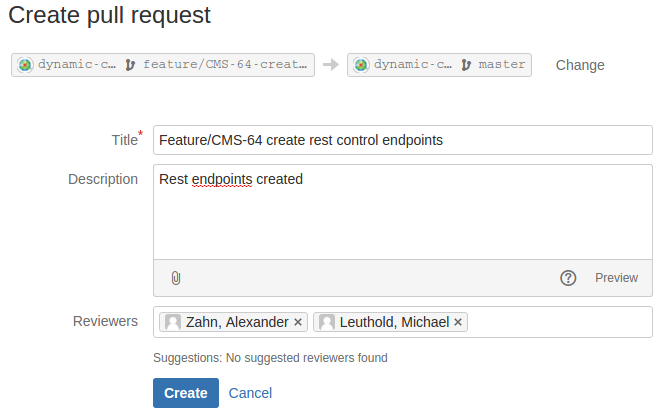 Create pull request
dynamic-c… feature/CMS-64-creat… dynamic-c… master Change
Title* Feature/CMS-64 create rest control endpoints
Description Rest endpoints created
Preview
Reviewers Zahn, Alexander × Leuthold, Michael ×
Suggestions: No suggested reviewers found
Create Cancel